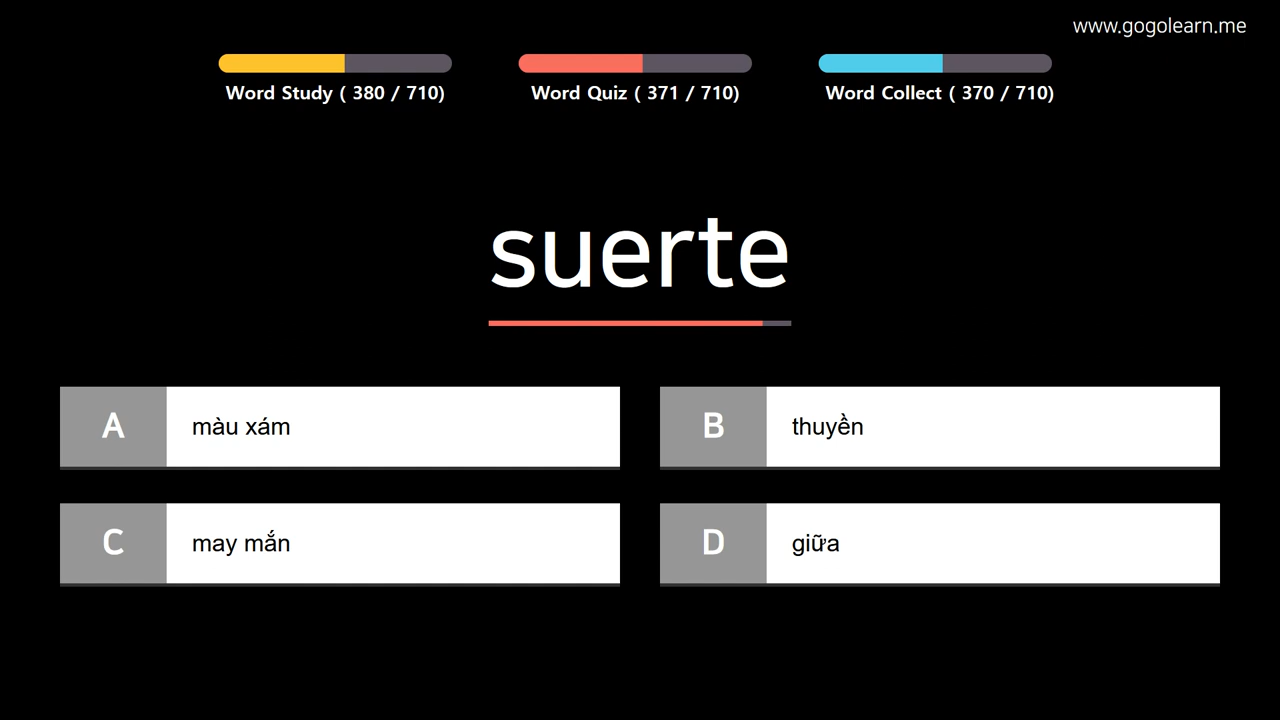 www.gogolearn.me
Word Study ( 380 / 710)
Word Quiz ( 371 / 710)
Word Collect ( 370 / 710)
suerte
A màu xám
B thuyền
C may mắn
D giữa